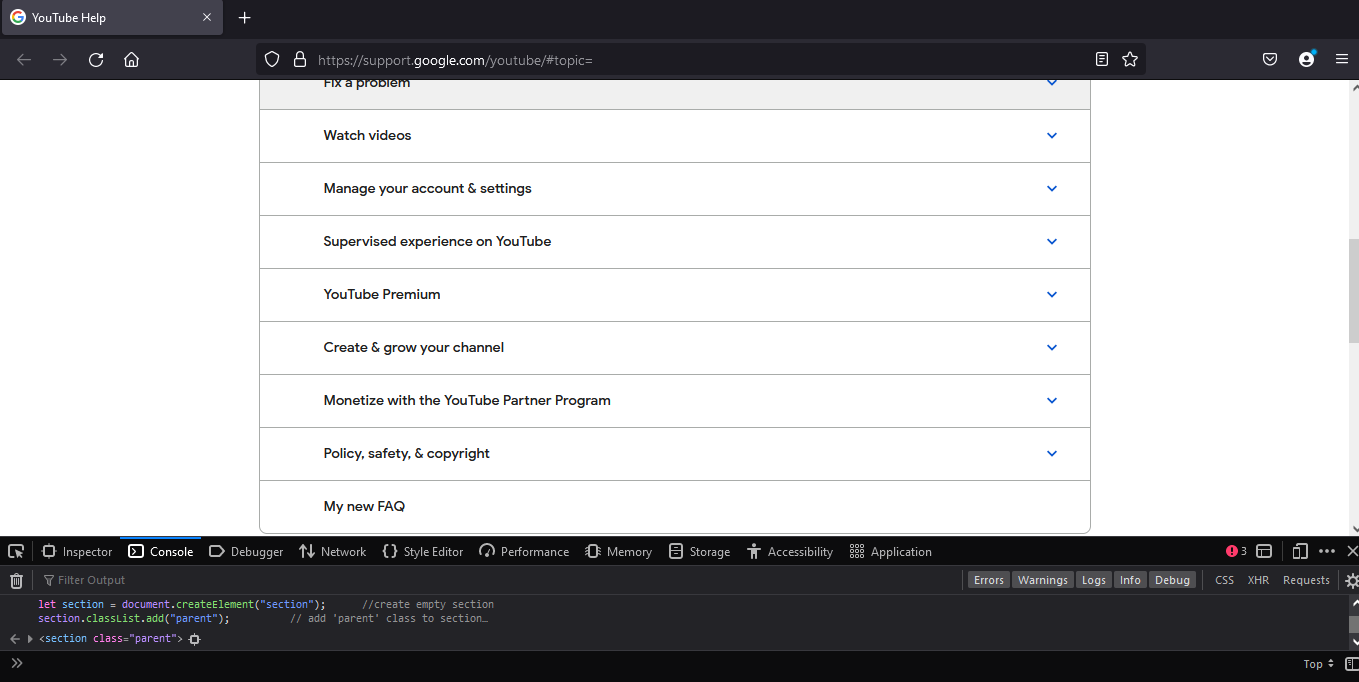 YouTube Help
https://support.google.com/youtube/#topic=
Fix a problem
Watch videos
Manage your account & settings
Supervised experience on YouTube
YouTube Premium
Create & grow your channel
Monetize with the YouTube Partner Program
Policy, safety, & copyright
My new FAQ
Inspector Console Debugger Network Style Editor Performance Memory Storage Accessibility Application 3
Filter Output Errors Warnings Logs Info Debug CSS XHR Requests
let section = document.createElement("section"); //create empty section
section.classList.add("parent"); // add 'parent' class to section…
<section class="parent">
Top